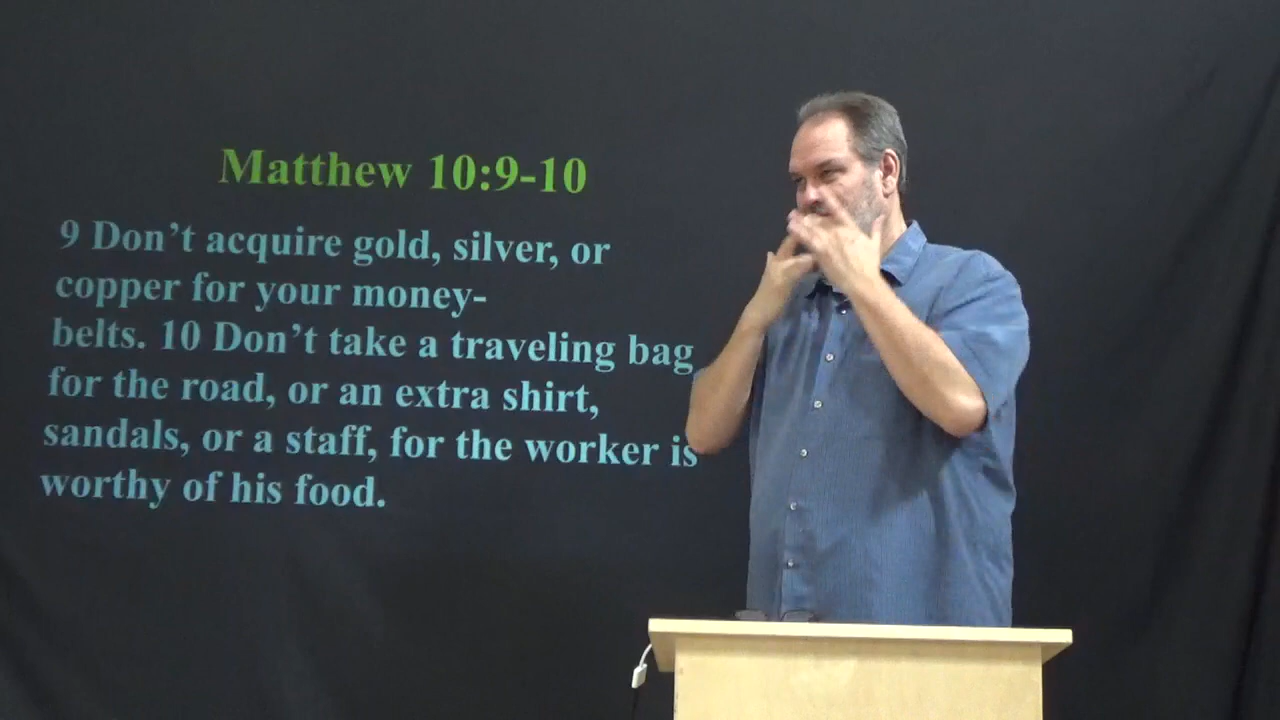 Matthew 10:9-10
9 Don’t acquire gold, silver, or
copper for your money-
belts. 10 Don’t take a traveling bag
for the road, or an extra shirt,
sandals, or a staff, for the worker is
worthy of his food.